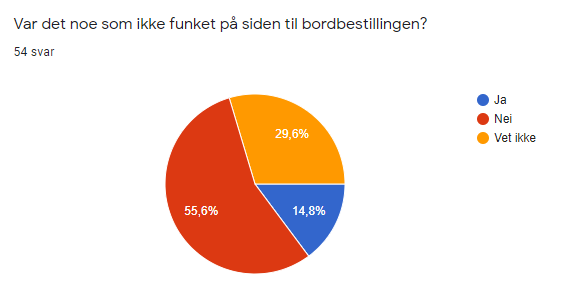 Var det noe som ikke funket på siden til bordbestillingen?
54 svar
Ja
Nei
Vet ikke
29,6%
55,6%
14,8%